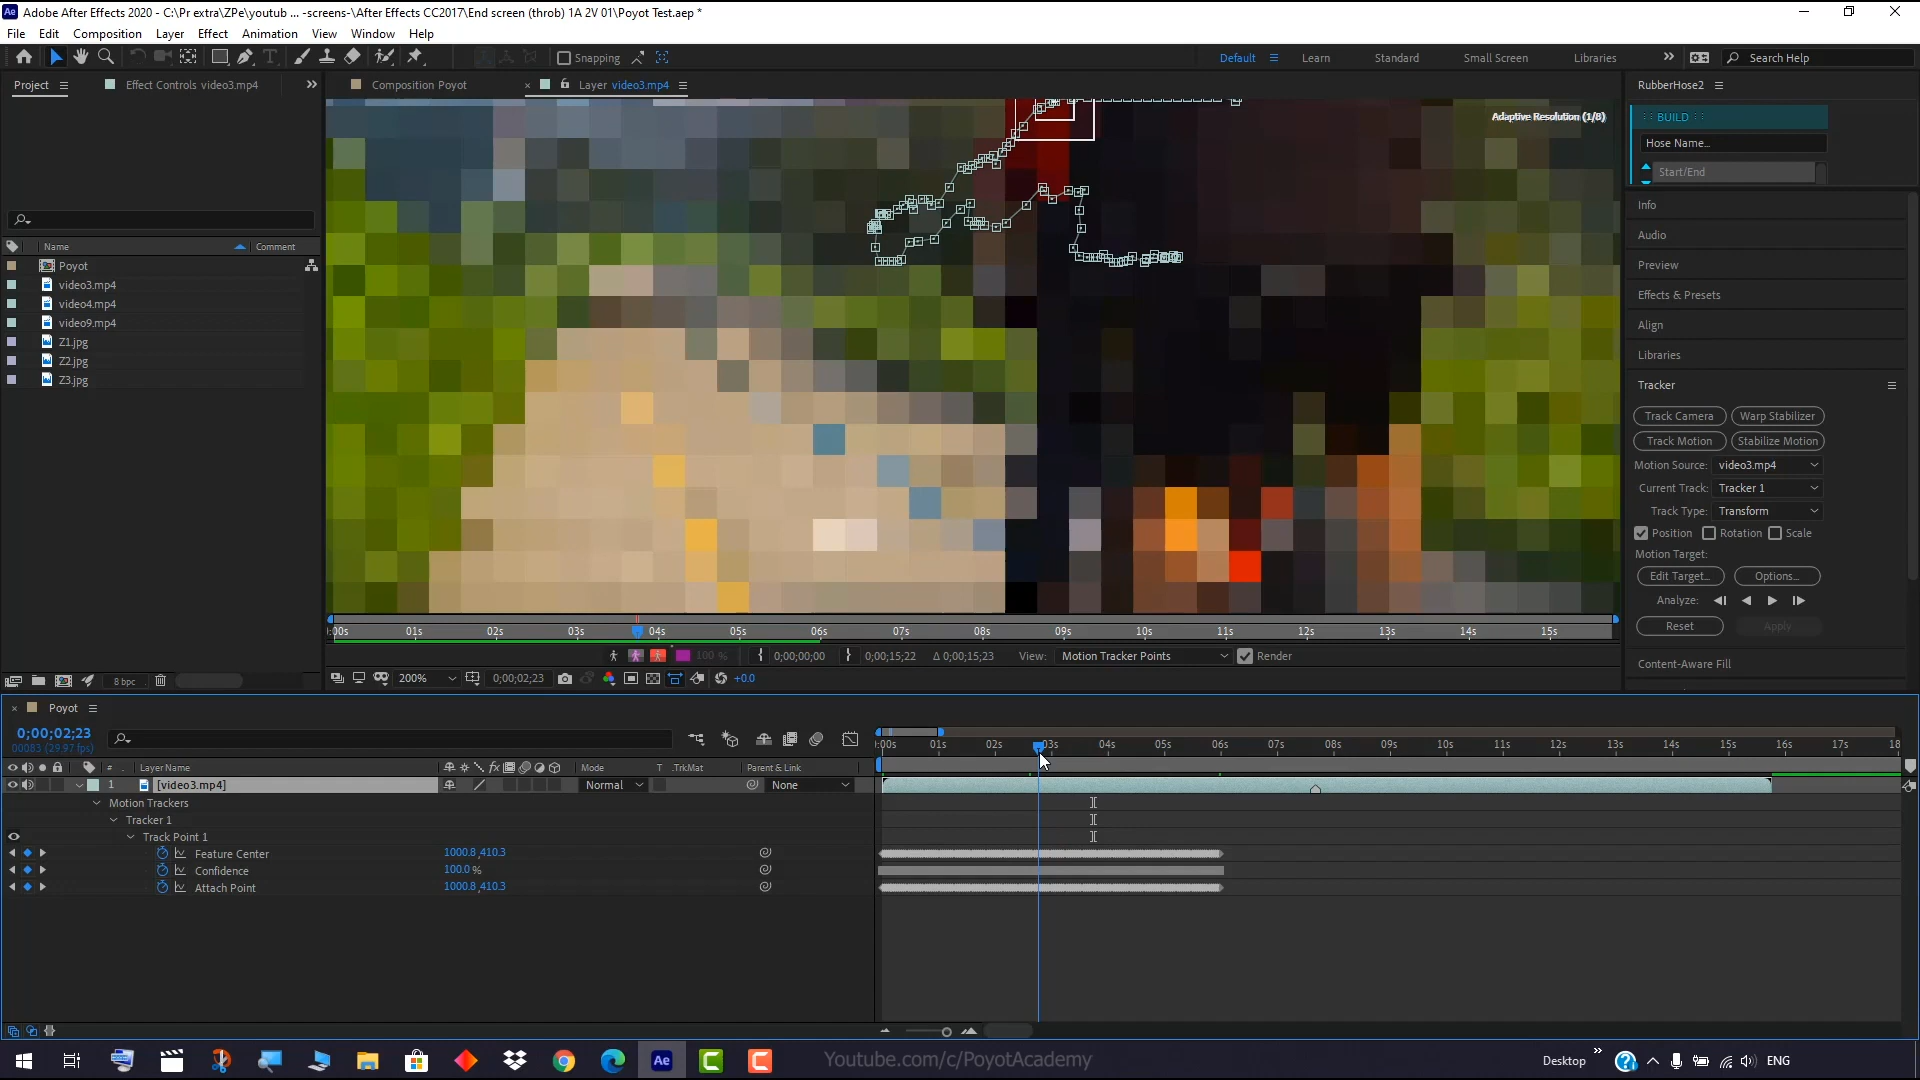 Adobe After Effects 2020 - C:\Pr extra\ZPe\youtub ... -screens-\After Effects CC2017\End screen (throb) 1A 2V 01\Poyot Test.aep *
File Edit Composition Layer Effect Animation View Window Help
Snapping Default Learn Standard Small Screen Libraries Search Help
Project Effect Controls video3.mp4 Composition Poyot Layer video3.mp4 RubberHose2
Adaptive Resolution (1/8)
:: BUILD ::
Hose Name...
Start/End
Name Comment
Poyot
video3.mp4
video4.mp4
video9.mp4
Z1.jpg
Z2.jpg
Z3.jpg
Info
Audio
Preview
Effects & Presets
Align
Libraries
Tracker
Track Camera Warp Stabilizer
Track Motion Stabilize Motion
Motion Source: video3.mp4
Current Track: Tracker 1
Track Type: Transform
Position Rotation Scale
Motion Target:
Edit Target... Options...
Analyze:
Reset Apply
Content-Aware Fill
:00s 01s 02s 03s 04s 05s 06s 07s 08s 09s 10s 11s 12s 13s 14s 15s
100 % 0;00;00;00 0;00;15;22 Δ 0;00;15;23 View: Motion Tracker Points Render
8 bpc 200% 0;00;02;23 +0.0
Poyot
0;00;02;23
00083 (29.97 fps)
:00s 01s 02s 03s 04s 05s 06s 07s 08s 09s 10s 11s 12s 13s 14s 15s 16s 17s 18
# Layer Name fx Mode T .TrkMat Parent & Link
1 [video3.mp4] Normal None
Motion Trackers
Tracker 1
Track Point 1
Feature Center 1000.8,410.3
Confidence 100.0 %
Attach Point 1000.8,410.3
Youtube.com/c/PoyotAcademy
Desktop ENG